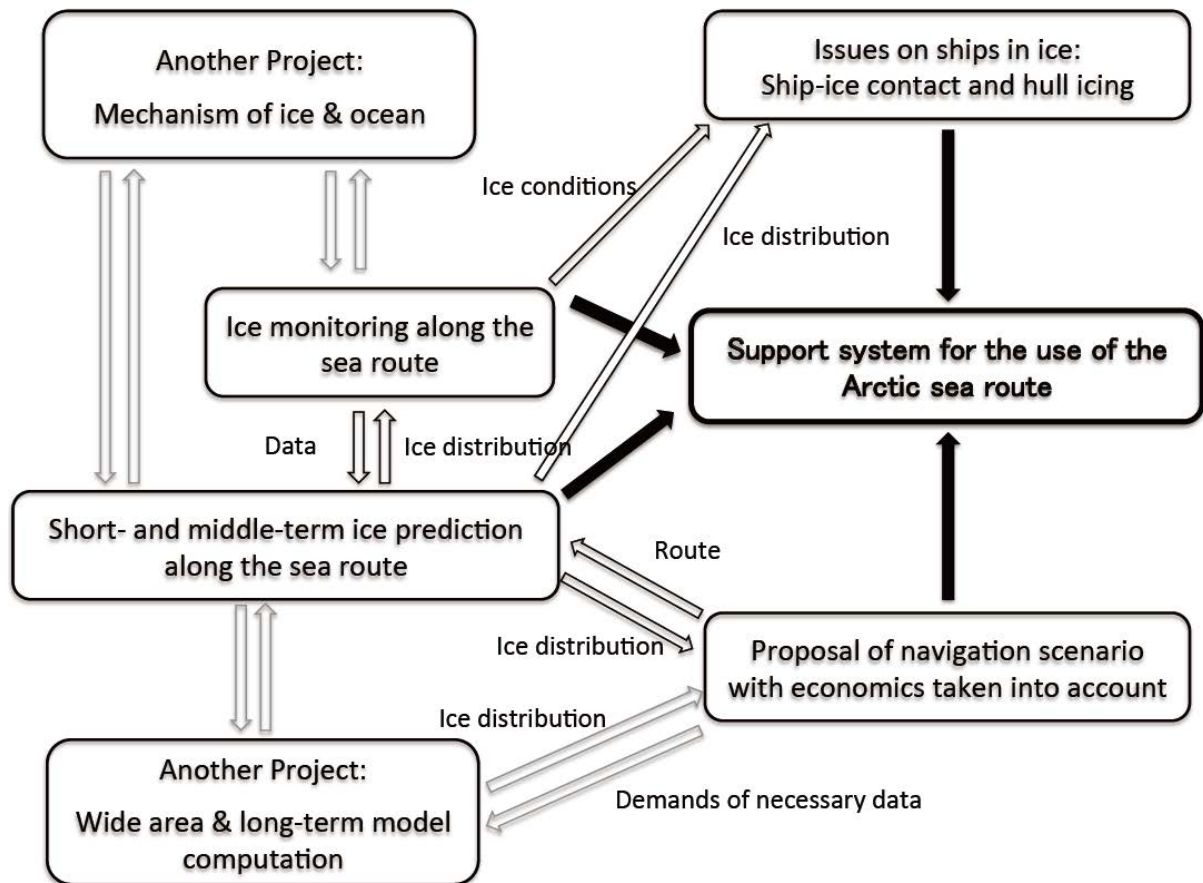 Another Project:
Mechanism of ice & ocean
Issues on ships in ice:
Ship-ice contact and hull icing
Ice conditions
Ice distribution
Ice monitoring along the
sea route
Support system for the use of the
Arctic sea route
Data
Ice distribution
Short- and middle-term ice prediction
along the sea route
Route
Ice distribution
Proposal of navigation scenario
with economics taken into account
Ice distribution
Another Project:
Wide area & long-term model
computation
Demands of necessary data